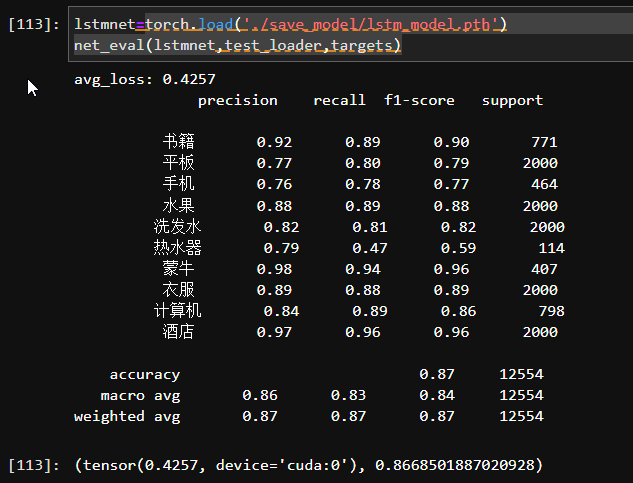 [113]: lstmnet=torch.load('./save_model/lstm_model.pth')
net_eval(lstmnet,test_loader,targets)
avg_loss: 0.4257
precision recall f1-score support
书籍 0.92 0.89 0.90 771
平板 0.77 0.80 0.79 2000
手机 0.76 0.78 0.77 464
水果 0.88 0.89 0.88 2000
洗发水 0.82 0.81 0.82 2000
热水器 0.79 0.47 0.59 114
蒙牛 0.98 0.94 0.96 407
衣服 0.89 0.88 0.89 2000
计算机 0.84 0.89 0.86 798
酒店 0.97 0.96 0.96 2000
accuracy 0.87 12554
macro avg 0.86 0.83 0.84 12554
weighted avg 0.87 0.87 0.87 12554
[113]: (tensor(0.4257, device='cuda:0'), 0.8668501887020928)